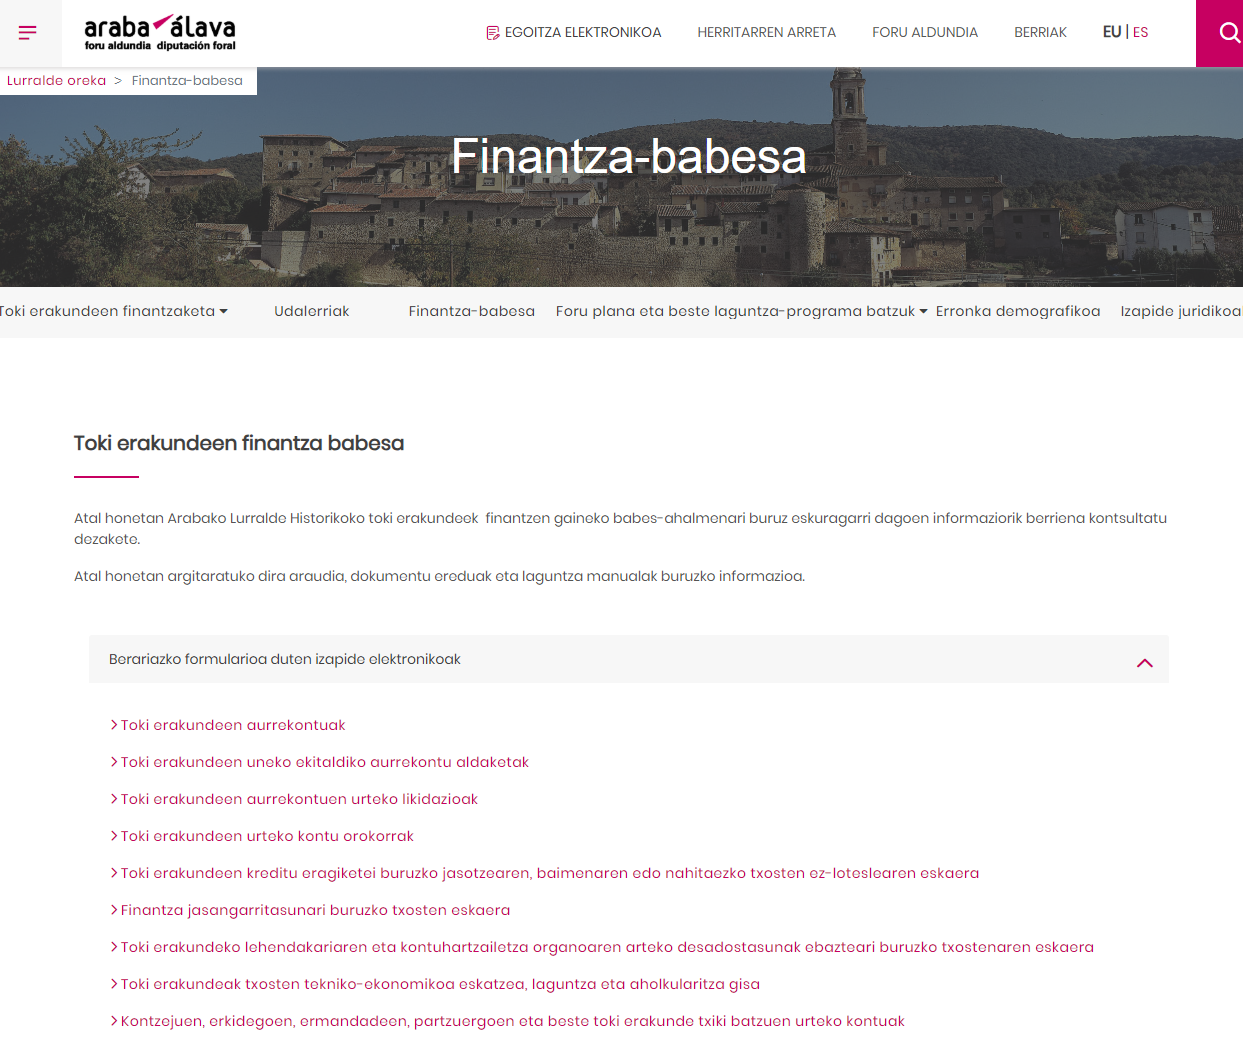 araba álava
foru aldundia diputación foral
EGOITZA ELEKTRONIKOA HERRITARREN ARRETA FORU ALDUNDIA BERRIAK EU | ES
Lurralde oreka > Finantza-babesa
Finantza-babesa
Toki erakundeen finantzaketa Udalerriak Finantza-babesa Foru plana eta beste laguntza-programa batzuk Erronka demografikoa Izapide juridikoa
Toki erakundeen finantza babesa
Atal honetan Arabako Lurralde Historikoko toki erakundeek finantzen gaineko babes-ahalmenari buruz eskuragarri dagoen informaziorik berriena kontsultatu
dezakete.
Atal honetan argitaratuko dira araudia, dokumentu ereduak eta laguntza manualak buruzko informazioa.
Berariazko formularioa duten izapide elektronikoak
Toki erakundeen aurrekontuak
Toki erakundeen uneko ekitaldiko aurrekontu aldaketak
Toki erakundeen aurrekontuen urteko likidazioak
Toki erakundeen urteko kontu orokorrak
Toki erakundeen kreditu eragiketei buruzko jasotzearen, baimenaren edo nahitaezko txosten ez-loteslearen eskaera
Finantza jasangarritasunari buruzko txosten eskaera
Toki erakundeko lehendakariaren eta kontuhartzailetza organoaren arteko desadostasunak ebazteari buruzko txostenaren eskaera
Toki erakundeak txosten tekniko-ekonomikoa eskatzea, laguntza eta aholkularitza gisa
Kontzejuen, erkidegoen, ermandadeen, partzuergoen eta beste toki erakunde txiki batzuen urteko kontuak